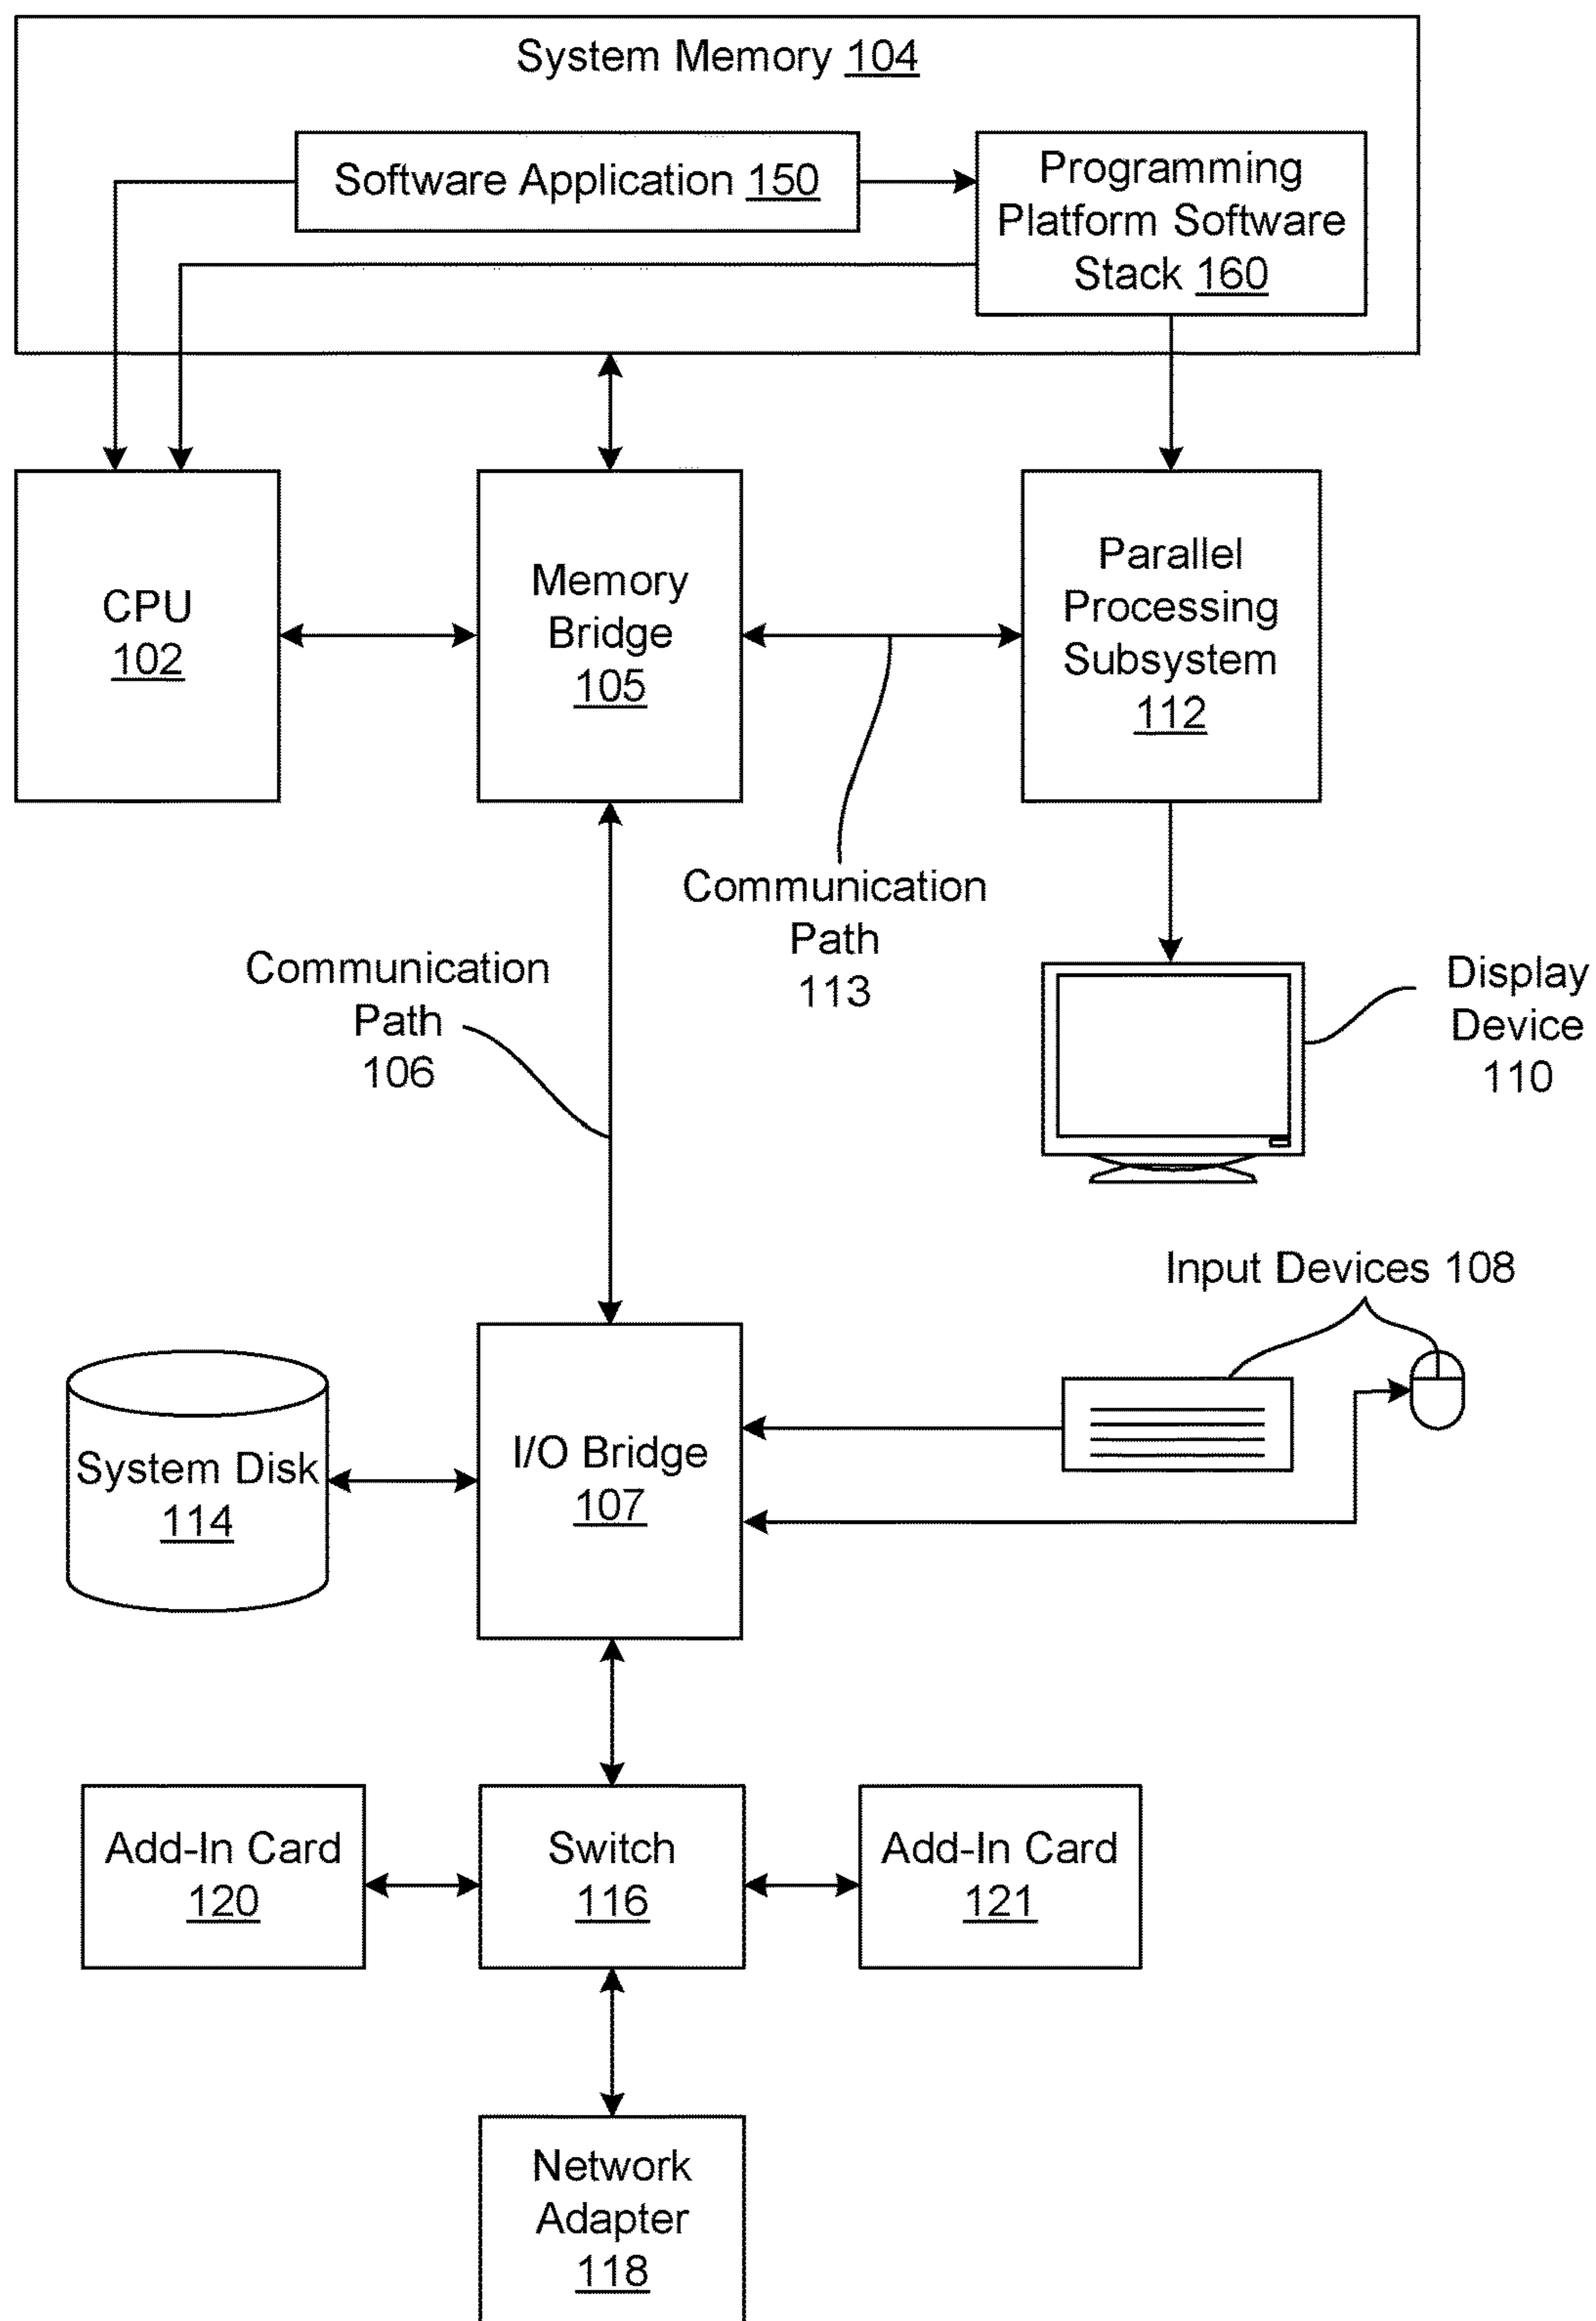 System Memory 104
Software Application 150
Programming
Platform Software
Stack 160
CPU
102
Memory
Bridge
105
Parallel
Processing
Subsystem
112
Communication
Path
113
Communication
Path
106
Display
Device
110
Input Devices 108
System Disk
114
I/O Bridge
107
Add-In Card
120
Switch
116
Add-In Card
121
Network
Adapter
118